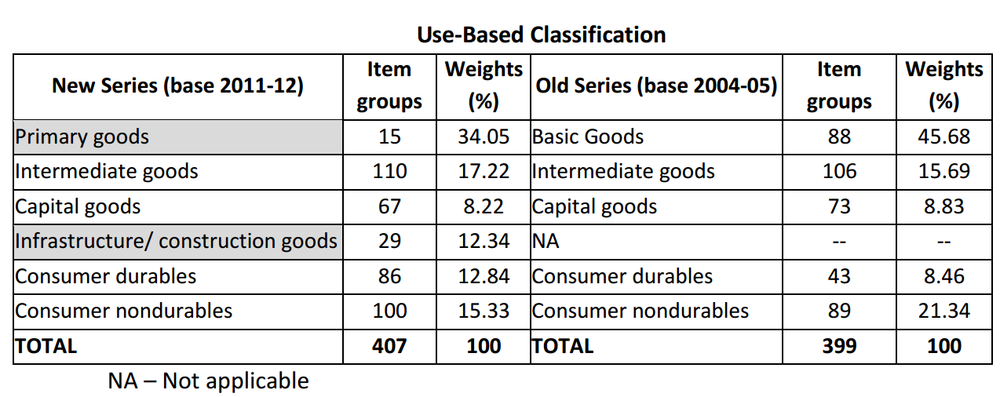 Use-Based Classification
New Series (base 2011-12) Item groups Weights (%) Old Series (base 2004-05) Item groups Weights (%)
Primary goods 15 34.05 Basic Goods 88 45.68
Intermediate goods 110 17.22 Intermediate goods 106 15.69
Capital goods 67 8.22 Capital goods 73 8.83
Infrastructure/ construction goods 29 12.34 NA -- --
Consumer durables 86 12.84 Consumer durables 43 8.46
Consumer nondurables 100 15.33 Consumer nondurables 89 21.34
TOTAL 407 100 TOTAL 399 100
NA – Not applicable